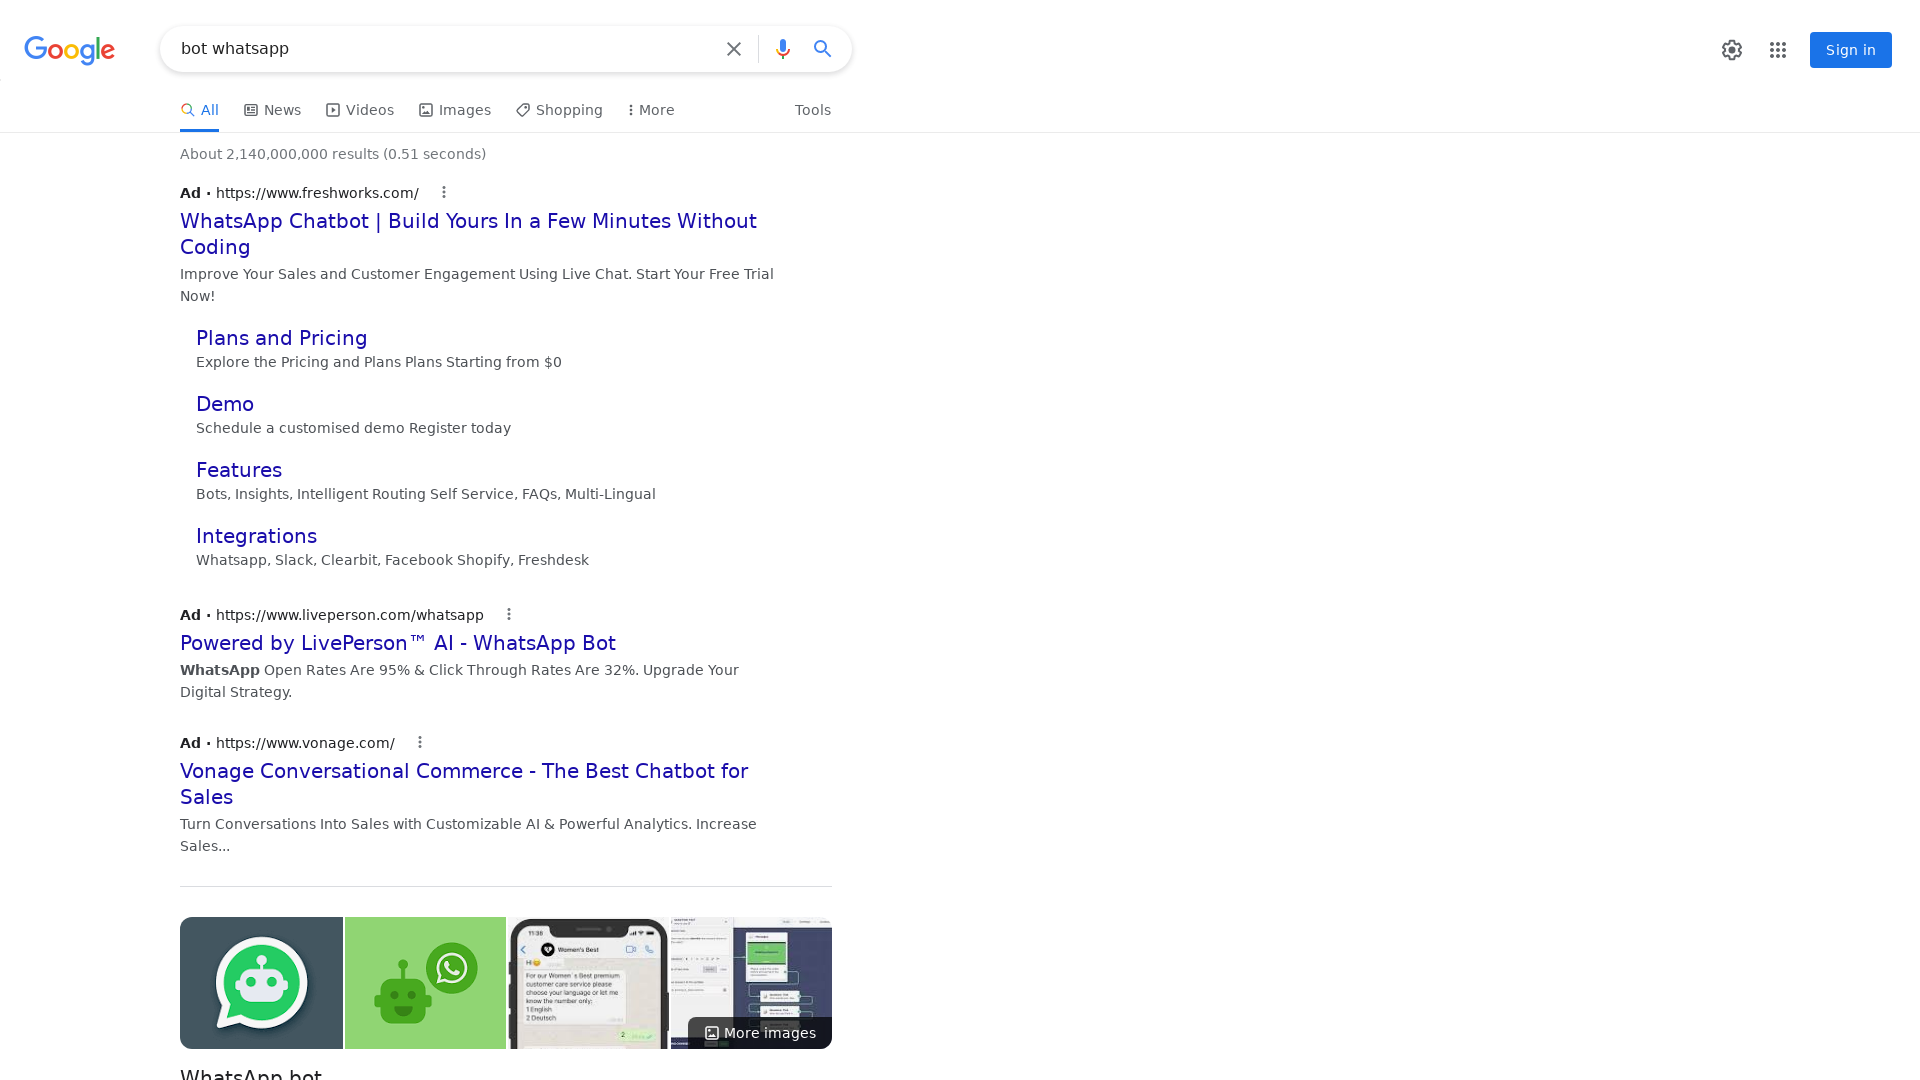 Google
bot whatsapp
Sign in
All
News
Videos
Images
Shopping
More
Tools
About 2,140,000,000 results (0.51 seconds)
Ad · https://www.freshworks.com/
WhatsApp Chatbot | Build Yours In a Few Minutes Without
Coding
Improve Your Sales and Customer Engagement Using Live Chat. Start Your Free Trial
Now!
Plans and Pricing
Explore the Pricing and Plans Plans Starting from $0
Demo
Schedule a customised demo Register today
Features
Bots, Insights, Intelligent Routing Self Service, FAQs, Multi-Lingual
Integrations
Whatsapp, Slack, Clearbit, Facebook Shopify, Freshdesk
Ad · https://www.liveperson.com/whatsapp
Powered by LivePerson™ AI - WhatsApp Bot
WhatsApp Open Rates Are 95% & Click Through Rates Are 32%. Upgrade Your
Digital Strategy.
Ad · https://www.vonage.com/
Vonage Conversational Commerce - The Best Chatbot for
Sales
Turn Conversations Into Sales with Customizable AI & Powerful Analytics. Increase
Sales...
11:38
Women's Best
Hi
For our Women´s Best premium
customer care service please
choose your language or let me
know the number only:
1 English
2 Deutsch
2
More images
WhatsApp bot